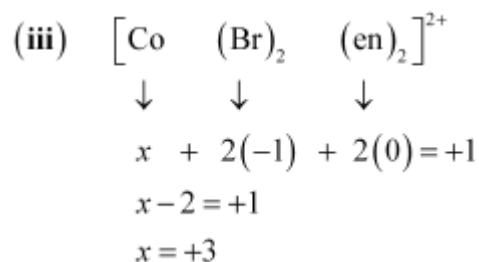 (iii) [Co (Br)₂ (en)₂]²⁺
↓ ↓ ↓
x + 2(−1) + 2(0) = +1
x − 2 = +1
x = +3